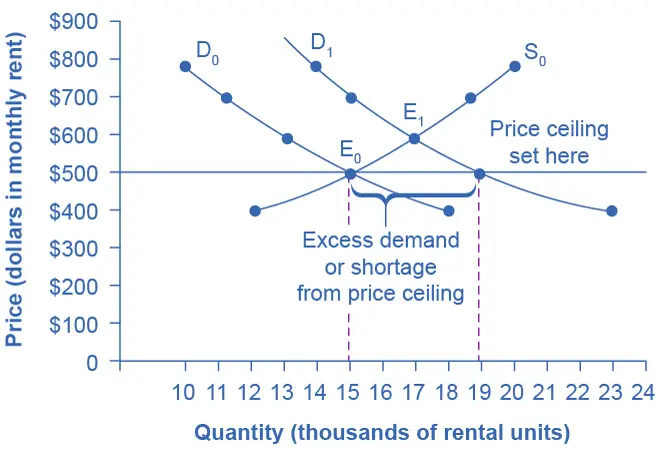 $900
$800
$700
$600
$500
$400
$300
$200
$100
0
Price (dollars in monthly rent)
D0
D1
S0
E1
E0
Price ceiling
set here
Excess demand
or shortage
from price ceiling
10 11 12 13 14 15 16 17 18 19 20 21 22 23 24
Quantity (thousands of rental units)